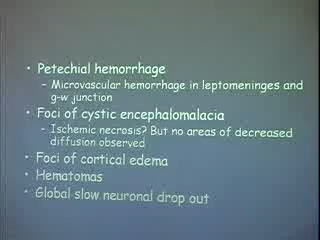 • Petechial hemorrhage
– Microvascular hemorrhage in leptomeninges and
g-w junction
• Foci of cystic encephalomalacia
– Ischemic necrosis? But no areas of decreased
diffusion observed
• Foci of cortical edema
• Hematomas
• Global slow neuronal drop out